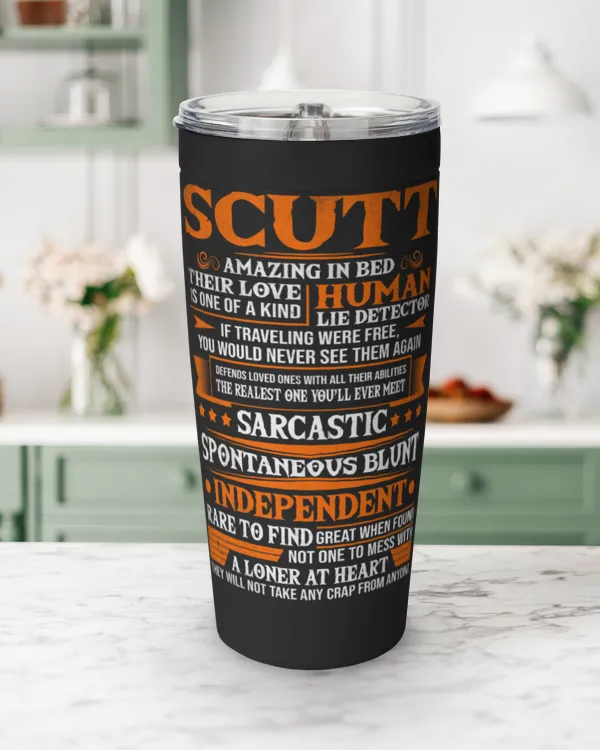 SCUTT
AMAZING IN BED
THEIR LOVE
IS ONE OF A KIND
HUMAN
LIE DETECTOR
IF TRAVELING WERE FREE,
YOU WOULD NEVER SEE THEM AGAIN
DEFENDS LOVED ONES WITH ALL THEIR ABILITIES
THE REALEST ONE YOU'LL EVER MEET
SARCASTIC
SPONTANEOUS BLUNT
INDEPENDENT
RARE TO FIND
GREAT WHEN FOUND
NOT ONE TO MESS WITH
A LONER AT HEART
THEY WILL NOT TAKE ANY CRAP FROM ANYONE